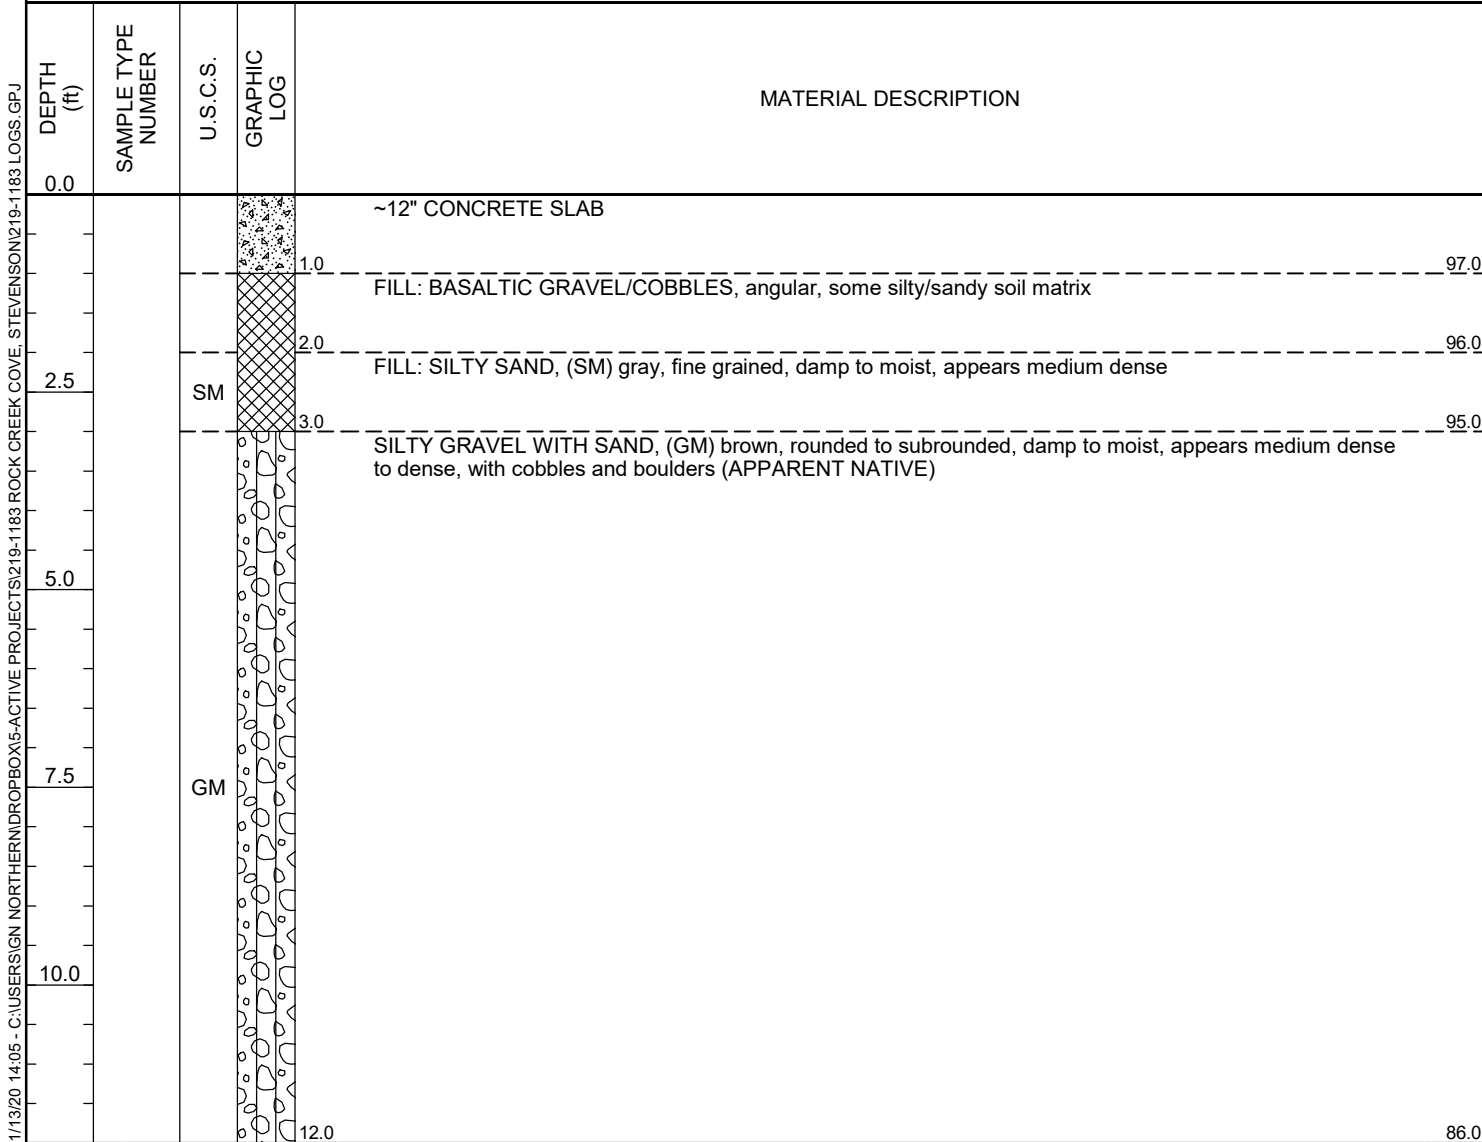 DEPTH
(ft)
SAMPLE TYPE
NUMBER
U.S.C.S.
GRAPHIC
LOG
MATERIAL DESCRIPTION
0.0
~12" CONCRETE SLAB
1.0
97.0
FILL: BASALTIC GRAVEL/COBBLES, angular, some silty/sandy soil matrix
2.0
96.0
FILL: SILTY SAND, (SM) gray, fine grained, damp to moist, appears medium dense
2.5
SM
3.0
95.0
SILTY GRAVEL WITH SAND, (GM) brown, rounded to subrounded, damp to moist, appears medium dense
to dense, with cobbles and boulders (APPARENT NATIVE)
5.0
7.5
GM
10.0
12.0
86.0
1/13/20 14:05 - C:\USERS\GN NORTHERN\DROPBOX\5-ACTIVE PROJECTS\219-1183 ROCK CREEK COVE, STEVENSON\219-1183 LOGS.GPJ